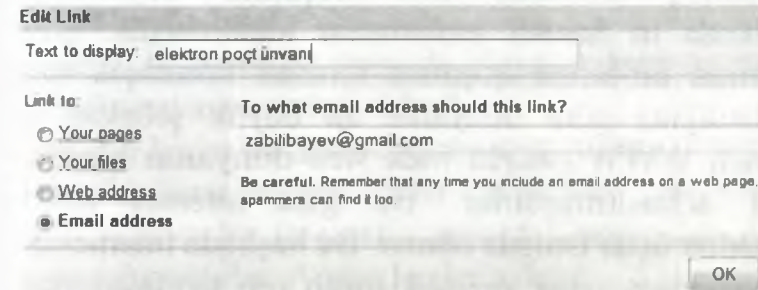 Edit Link
Text to display: elektron poçt ünvanı
Link to:
Your pages
Your files
Web address
Email address
To what email address should this link?
zabilibayev@gmail.com
Be careful. Remember that any time you include an email address on a web page,
spammers can find it too.
OK